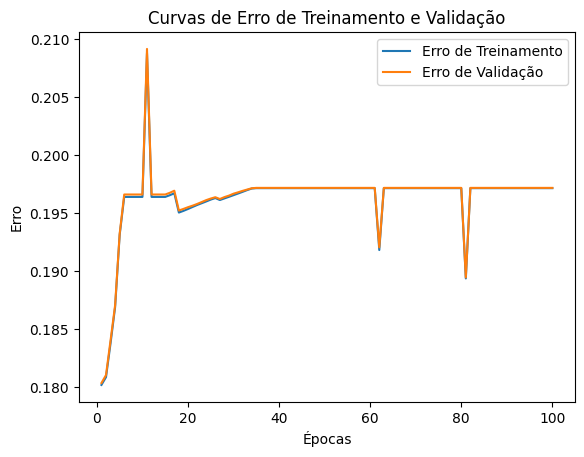 Curvas de Erro de Treinamento e Validação
0.210
0.205
0.200
0.195
0.190
0.185
0.180
Erro
Erro de Treinamento
Erro de Validação
0
20
40
60
80
100
Épocas